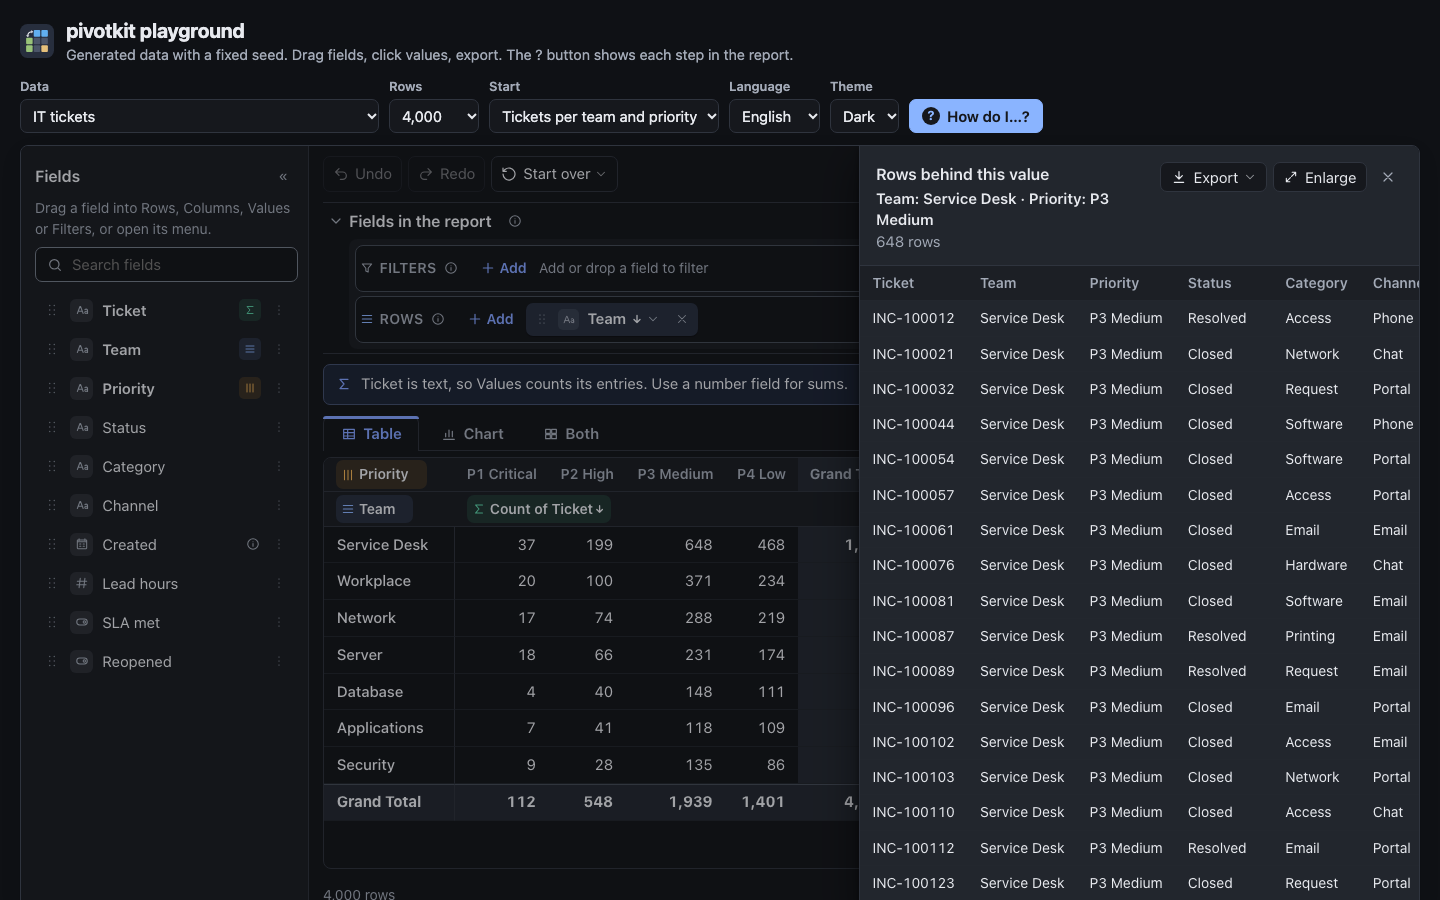 pivotkit playground
Generated data with a fixed seed. Drag fields, click values, export. The ? button shows each step in the report.
Data
Rows
Start
Language
Theme
IT tickets
4,000
Tickets per team and priority
English
Dark
? How do I...?
Fields
«
Drag a field into Rows, Columns, Values
or Filters, or open its menu.
Search fields
Aa Ticket Σ
Aa Team
Aa Priority
Aa Status
Aa Category
Aa Channel
Created
# Lead hours
SLA met
Reopened
Undo
Redo
Start over
Fields in the report
FILTERS + Add Add or drop a field to filter
ROWS + Add Aa Team ↓
Σ Ticket is text, so Values counts its entries. Use a number field for sums.
Table
Chart
Both
Priority P1 Critical P2 High P3 Medium P4 Low Grand
Team Σ Count of Ticket ↓
Service Desk 37 199 648 468 1,
Workplace 20 100 371 234
Network 17 74 288 219
Server 18 66 231 174
Database 4 40 148 111
Applications 7 41 118 109
Security 9 28 135 86
Grand Total 112 548 1,939 1,401 4,
4,000 rows
Rows behind this value
Team: Service Desk · Priority: P3
Medium
648 rows
Export
Enlarge
Ticket Team Priority Status Category Channe
INC-100012 Service Desk P3 Medium Resolved Access Phone
INC-100021 Service Desk P3 Medium Closed Network Chat
INC-100032 Service Desk P3 Medium Closed Request Portal
INC-100044 Service Desk P3 Medium Closed Software Phone
INC-100054 Service Desk P3 Medium Closed Software Portal
INC-100057 Service Desk P3 Medium Closed Access Portal
INC-100061 Service Desk P3 Medium Closed Email Email
INC-100076 Service Desk P3 Medium Closed Hardware Chat
INC-100081 Service Desk P3 Medium Closed Software Email
INC-100087 Service Desk P3 Medium Resolved Printing Email
INC-100089 Service Desk P3 Medium Resolved Request Email
INC-100096 Service Desk P3 Medium Closed Email Portal
INC-100102 Service Desk P3 Medium Closed Access Email
INC-100103 Service Desk P3 Medium Closed Network Portal
INC-100110 Service Desk P3 Medium Closed Access Chat
INC-100112 Service Desk P3 Medium Resolved Email Portal
INC-100123 Service Desk P3 Medium Closed Request Portal